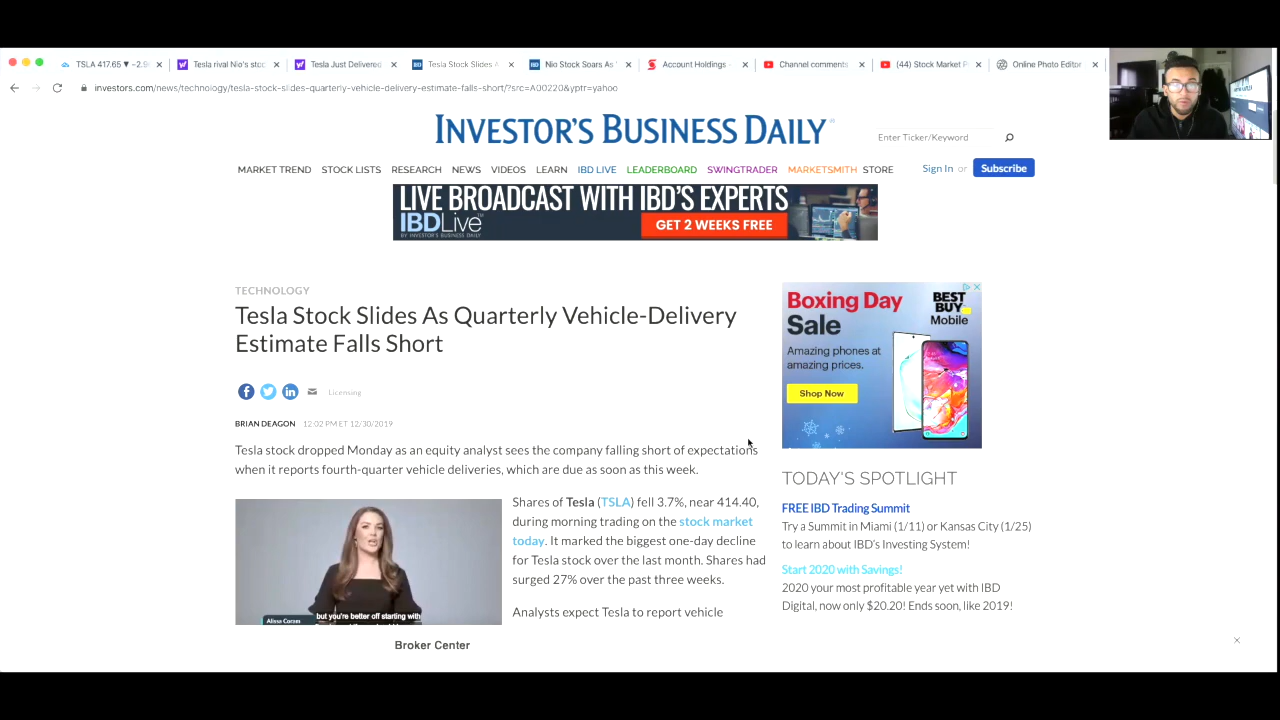 TSLA 417.65 ▼ −2.9
Tesla rival Nio's stoc
Tesla Just Delivered
Tesla Stock Slides A
Nio Stock Soars As
Account Holdings -
Channel comments
(44) Stock Market P
Online Photo Editor
investors.com/news/technology/tesla-stock-slides-quarterly-vehicle-delivery-estimate-falls-short/?src=A00220&yptr=yahoo
INVESTOR'S BUSINESS DAILY
Enter Ticker/Keyword
MARKET TREND STOCK LISTS RESEARCH NEWS VIDEOS LEARN IBD LIVE LEADERBOARD SWINGTRADER MARKETSMITH STORE
Sign In or Subscribe
LIVE BROADCAST WITH IBD'S EXPERTS
IBDLive
BY INVESTOR'S BUSINESS DAILY
GET 2 WEEKS FREE
TECHNOLOGY
Tesla Stock Slides As Quarterly Vehicle-Delivery
Estimate Falls Short
Licensing
BRIAN DEAGON 12:02 PM ET 12/30/2019
Tesla stock dropped Monday as an equity analyst sees the company falling short of expectations
when it reports fourth-quarter vehicle deliveries, which are due as soon as this week.
Shares of Tesla (TSLA) fell 3.7%, near 414.40,
during morning trading on the stock market
today. It marked the biggest one-day decline
for Tesla stock over the last month. Shares had
surged 27% over the past three weeks.
Analysts expect Tesla to report vehicle
but you're better off starting with
Alissa Coram
Boxing Day
Sale
BEST
BUY
Mobile
Amazing phones at
amazing prices.
Shop Now
TODAY'S SPOTLIGHT
FREE IBD Trading Summit
Try a Summit in Miami (1/11) or Kansas City (1/25)
to learn about IBD's Investing System!
Start 2020 with Savings!
2020 your most profitable year yet with IBD
Digital, now only $20.20! Ends soon, like 2019!
Broker Center